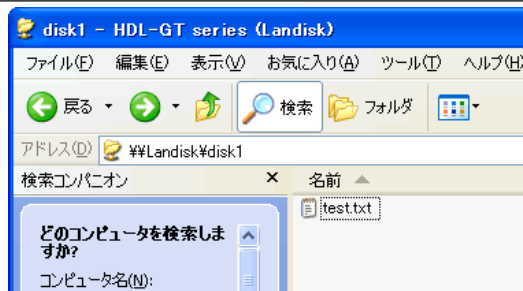 disk1 - HDL-GT series (Landisk)
ファイル(F) 編集(E) 表示(V) お気に入り(A) ツール(T) ヘルプ(H
戻る 検索 フォルダ
アドレス(D) ¥¥Landisk¥disk1
検索コンパニオン × 名前
test.txt
どのコンピュータを検索しま
すか?
コンピュータ名(N):